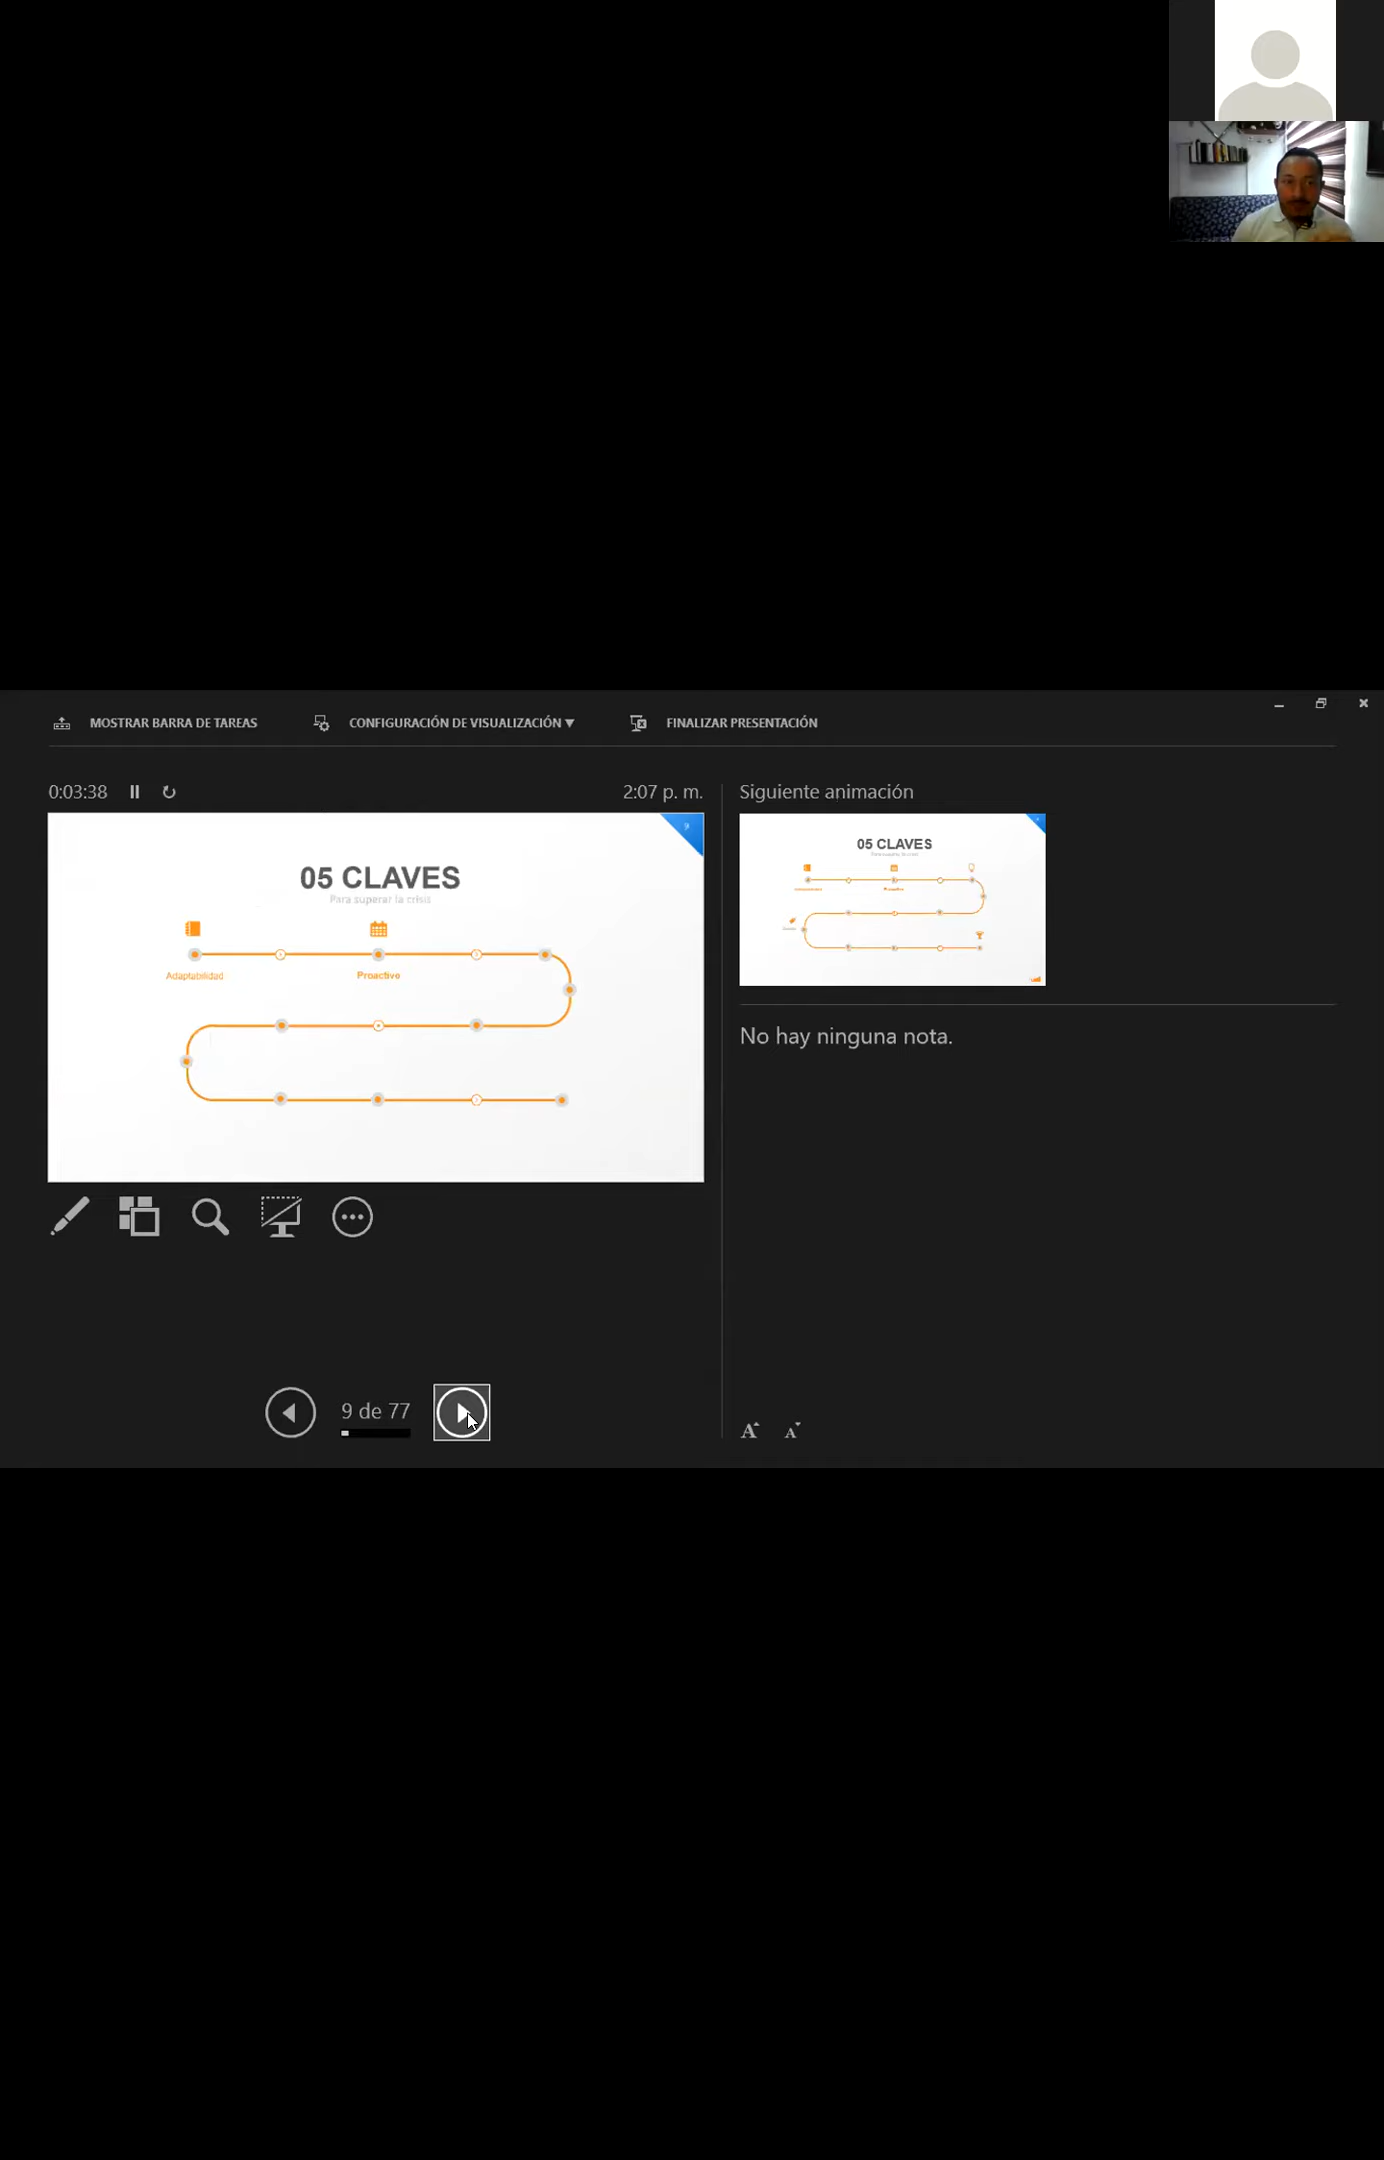 MOSTRAR BARRA DE TAREAS
CONFIGURACIÓN DE VISUALIZACIÓN ▼
FINALIZAR PRESENTACIÓN
0:03:38
2:07 p. m.
9
05 CLAVES
Para superar la crisis
Adaptabilidad
Proactivo
Siguiente animación
05 CLAVES
No hay ninguna nota.
9 de 77
A
A